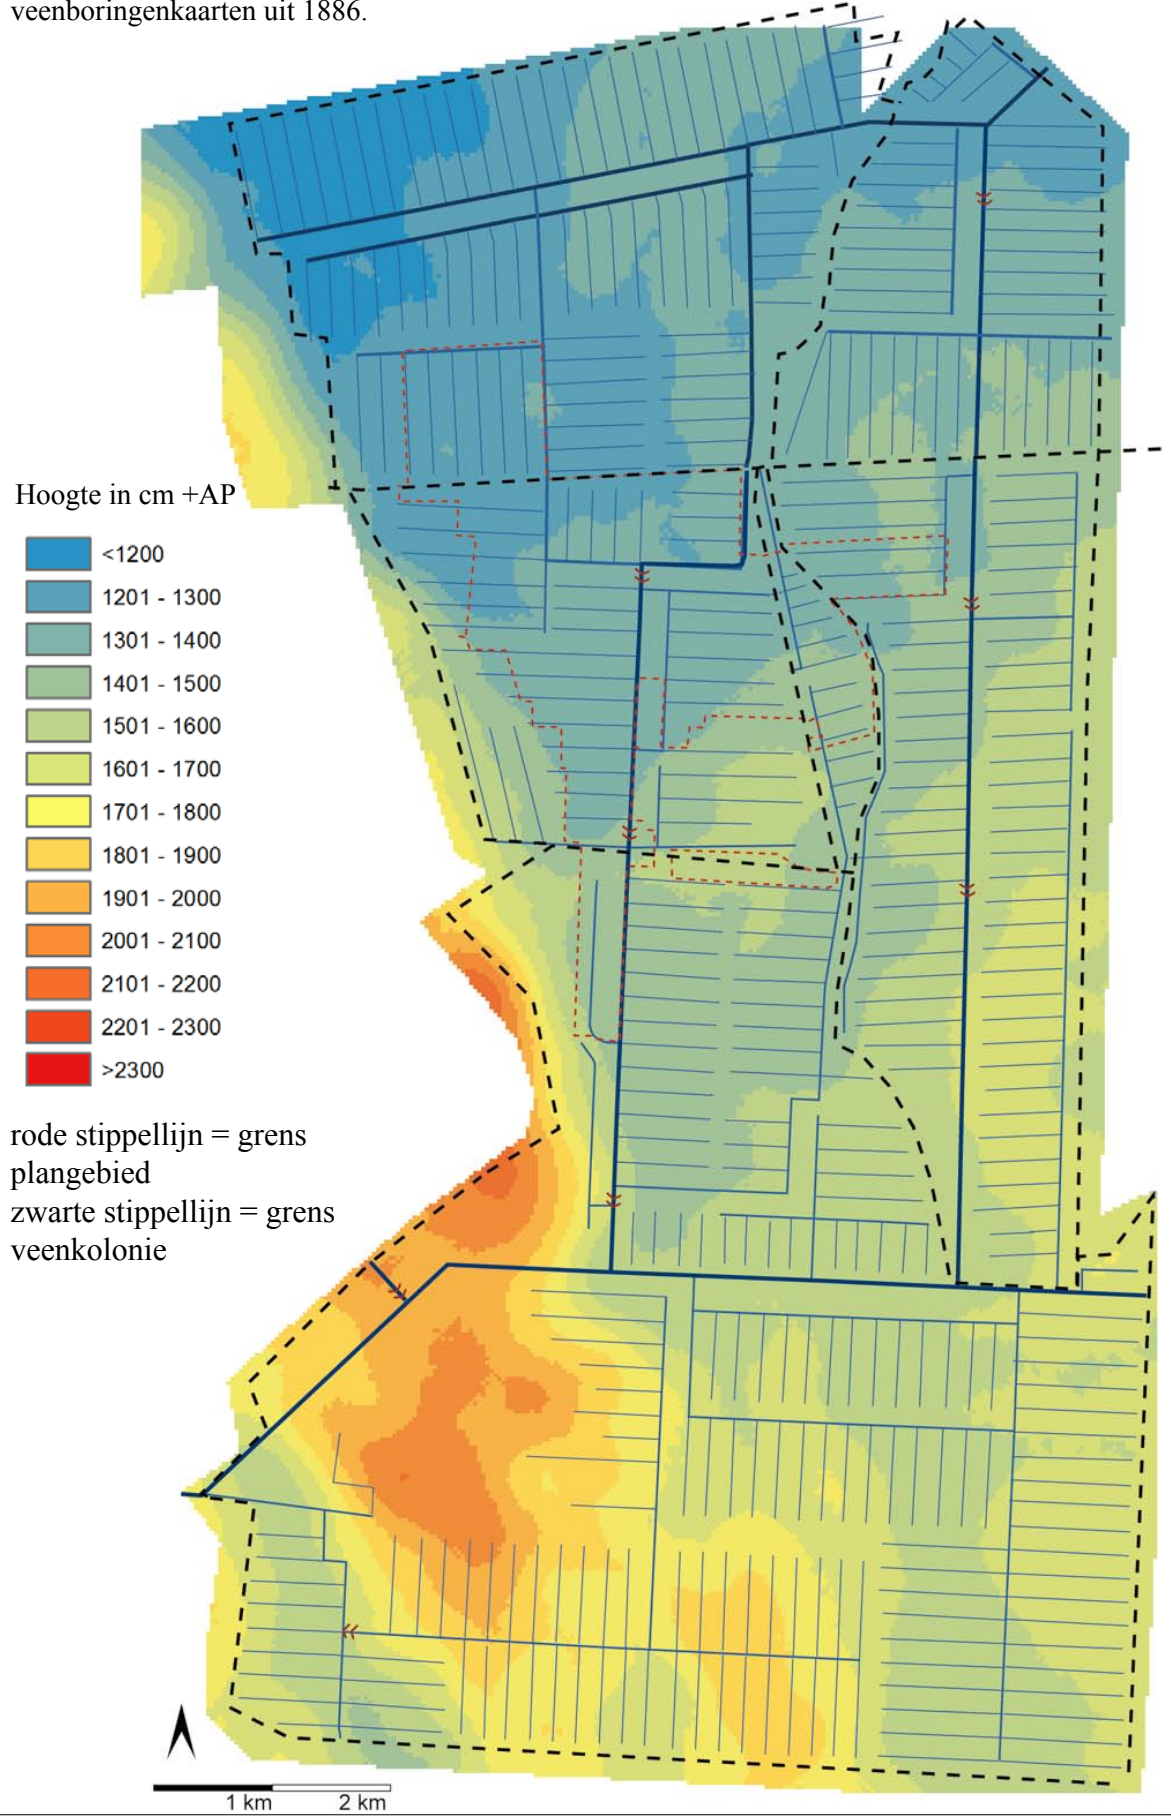 veenboringenkaarten uit 1886.
Hoogte in cm +AP
<1200
1201 - 1300
1301 - 1400
1401 - 1500
1501 - 1600
1601 - 1700
1701 - 1800
1801 - 1900
1901 - 2000
2001 - 2100
2101 - 2200
2201 - 2300
>2300
rode stippellijn = grens
plangebied
zwarte stippellijn = grens
veenkolonie
1 km 2 km